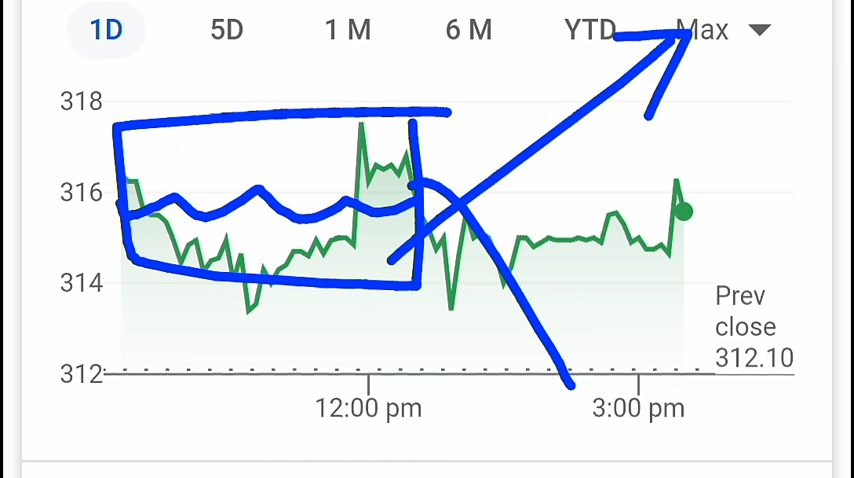 1D 5D 1 M 6 M YTD Max
318
316
314
Prev
close
312.10
312
12:00 pm 3:00 pm